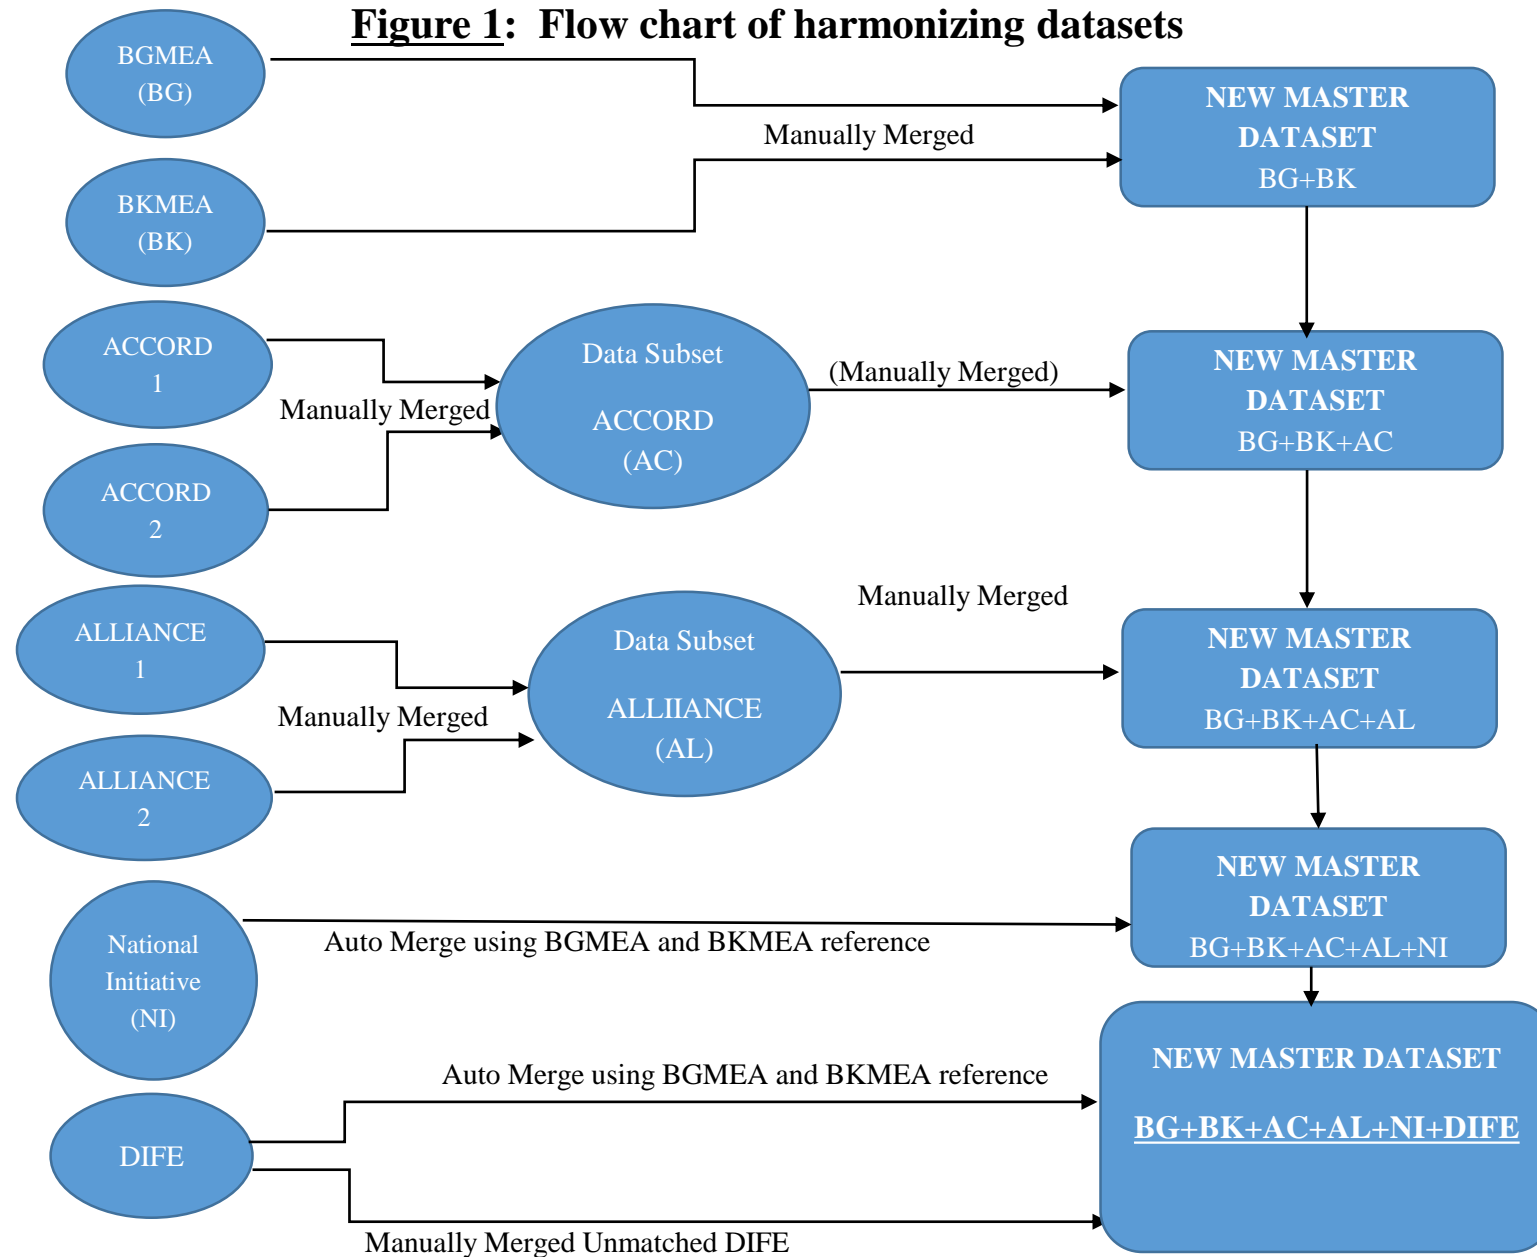 Figure 1:  Flow chart of harmonizing datasets
BGMEA
(BG)
Manually Merged
NEW MASTER
DATASET
BG+BK
BKMEA
(BK)
ACCORD
1
Manually Merged
ACCORD
2
Data Subset
ACCORD
(AC)
(Manually Merged)
NEW MASTER
DATASET
BG+BK+AC
ALLIANCE
1
Manually Merged
ALLIANCE
2
Data Subset
ALLIIANCE
(AL)
Manually Merged
NEW MASTER
DATASET
BG+BK+AC+AL
National
Initiative
(NI)
Auto Merge using BGMEA and BKMEA reference
NEW MASTER
DATASET
BG+BK+AC+AL+NI
DIFE
Auto Merge using BGMEA and BKMEA reference
Manually Merged Unmatched DIFE
NEW MASTER DATASET
BG+BK+AC+AL+NI+DIFE